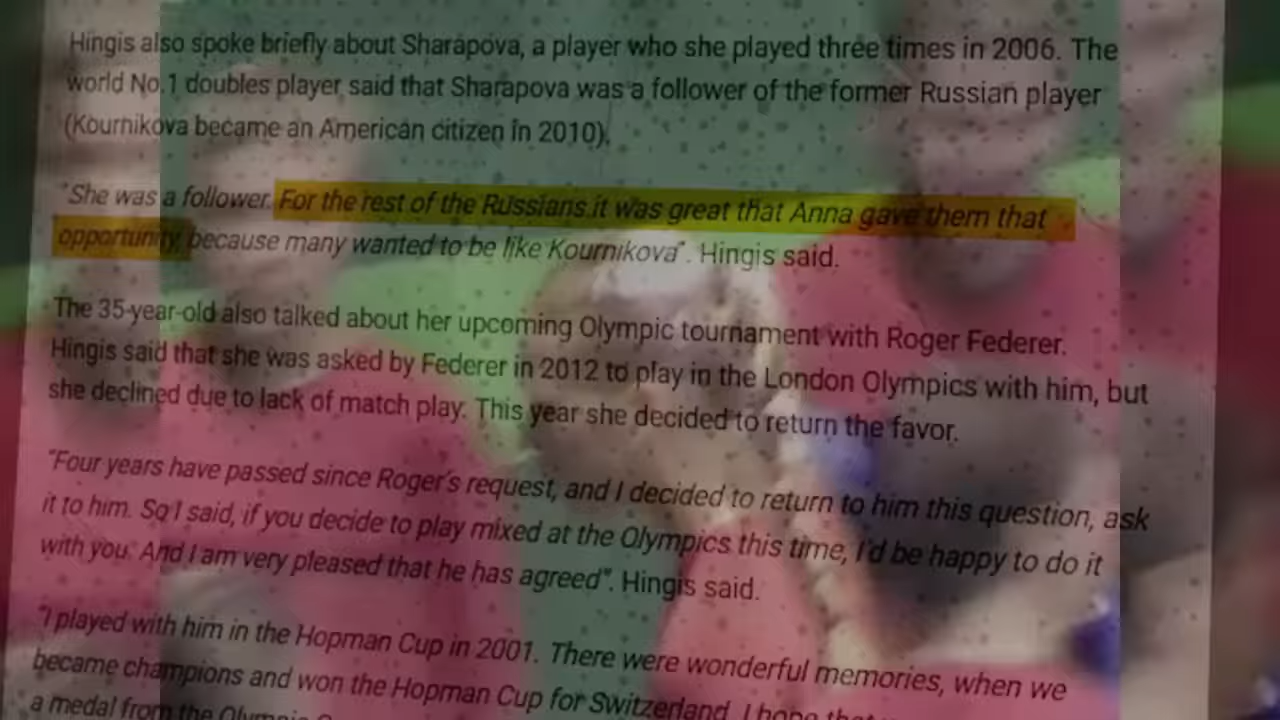 Hingis also spoke briefly about Sharapova, a player who she played three times in 2006. The
world No.1 doubles player said that Sharapova was a follower of the former Russian player
(Kournikova became an American citizen in 2010).
"She was a follower. For the rest of the Russians it was great that Anna gave them that
opportunity, because many wanted to be like Kournikova". Hingis said.
The 35-year-old also talked about her upcoming Olympic tournament with Roger Federer.
Hingis said that she was asked by Federer in 2012 to play in the London Olympics with him, but
she declined due to lack of match play. This year she decided to return the favor.
"Four years have passed since Roger's request, and I decided to return to him this question, ask
it to him. So I said, if you decide to play mixed at the Olympics this time, I'd be happy to do it
with you. And I am very pleased that he has agreed". Hingis said.
"I played with him in the Hopman Cup in 2001. There were wonderful memories, when we
became champions and won the Hopman Cup for Switzerland. I hope that
a medal from the Olympic